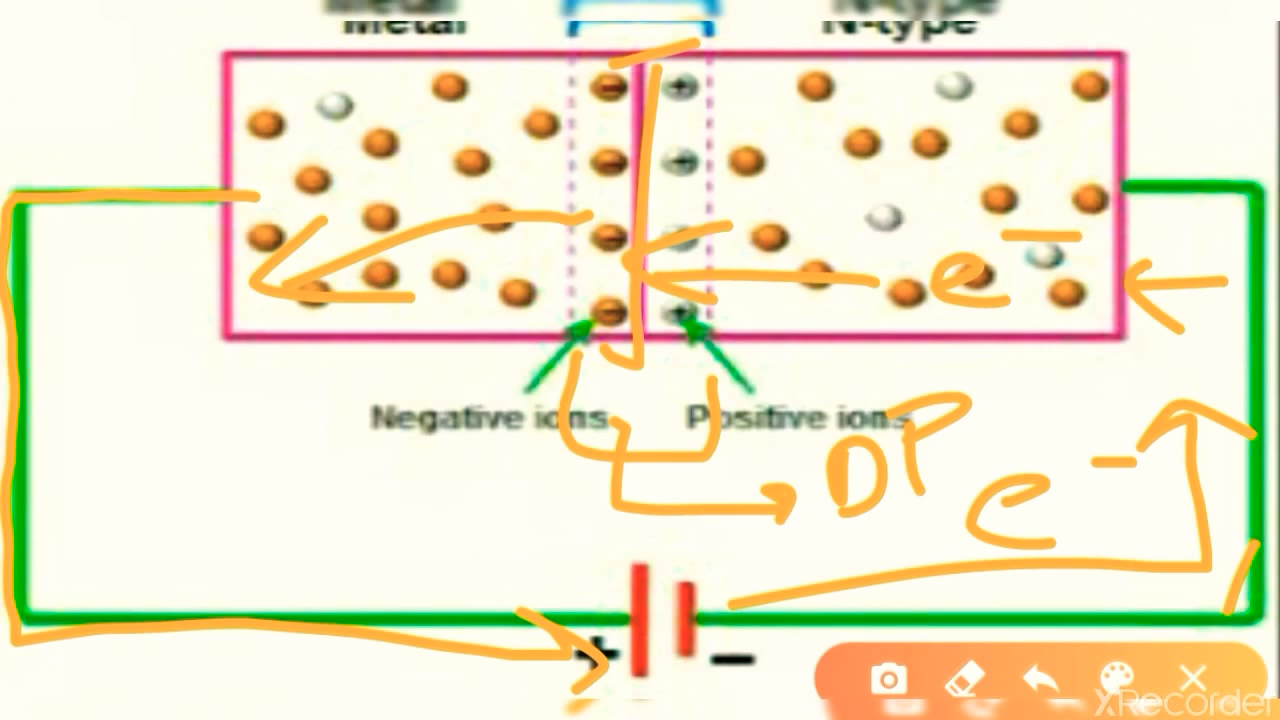 Metal N-type
e −
Negative ions Positive ions
DP
e −
+ −
XRecorder